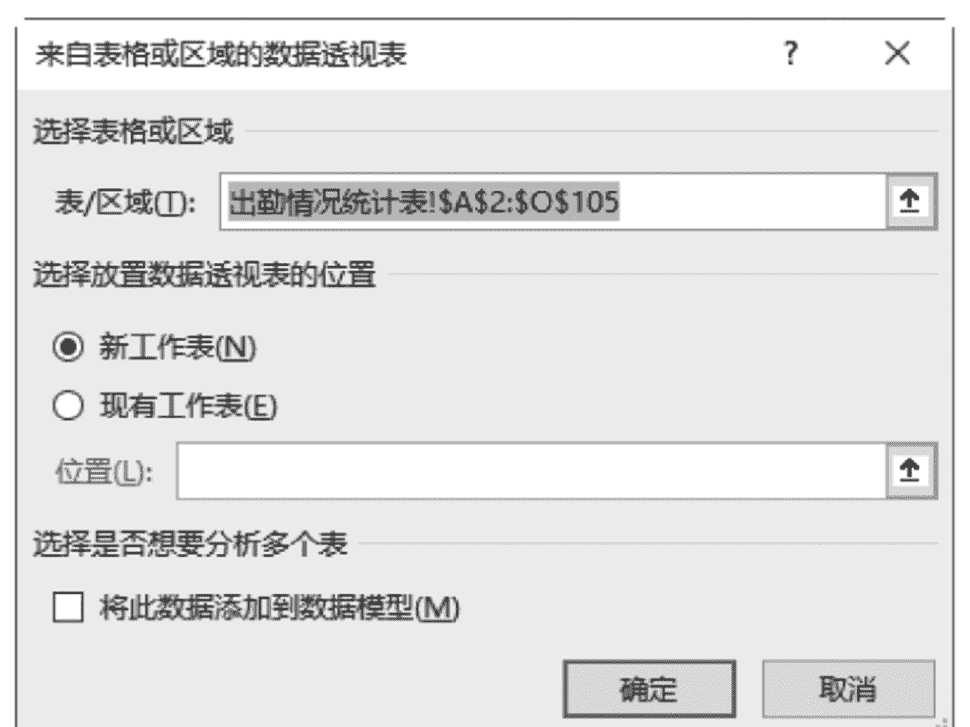 来自表格或区域的数据透视表 ?
选择表格或区域
表/区域(T): 出勤情况统计表!$A$2:$O$105
选择放置数据透视表的位置
新工作表(N)
现有工作表(E)
位置(L):
选择是否想要分析多个表
将此数据添加到数据模型(M)
确定 取消